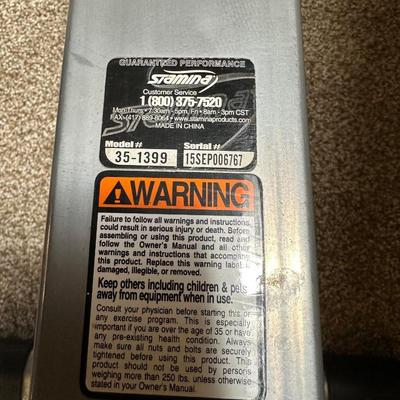 GUARANTEED PERFORMANCE
stamina
Customer Service
1 (800) 375-7520
Mon-Thurs • 7:30am - 5pm, Fri • 8am - 3pm CST
FAX- (417) 889-8064 • www.staminaproducts.com
MADE IN CHINA
Model # Serial #
35-1399 15SEP006767
WARNING
Failure to follow all warnings and instructions
could result in serious injury or death. Before
assembling or using this product, read and
follow the Owner's Manual and all other
warnings and instructions that accompany
this product. Replace this warning label if
damaged, illegible, or removed.
Keep others including children & pets
away from equipment when in use.
Consult your physician before starting this or
any exercise program. This is especially
important if you are over the age of 35 or have
any pre-existing health condition. Always
make sure all nuts and bolts are securely
tightened before using this product. This
product should not be used by persons
weighing more than 250 lbs. unless otherwise
stated in your Owner's Manual.